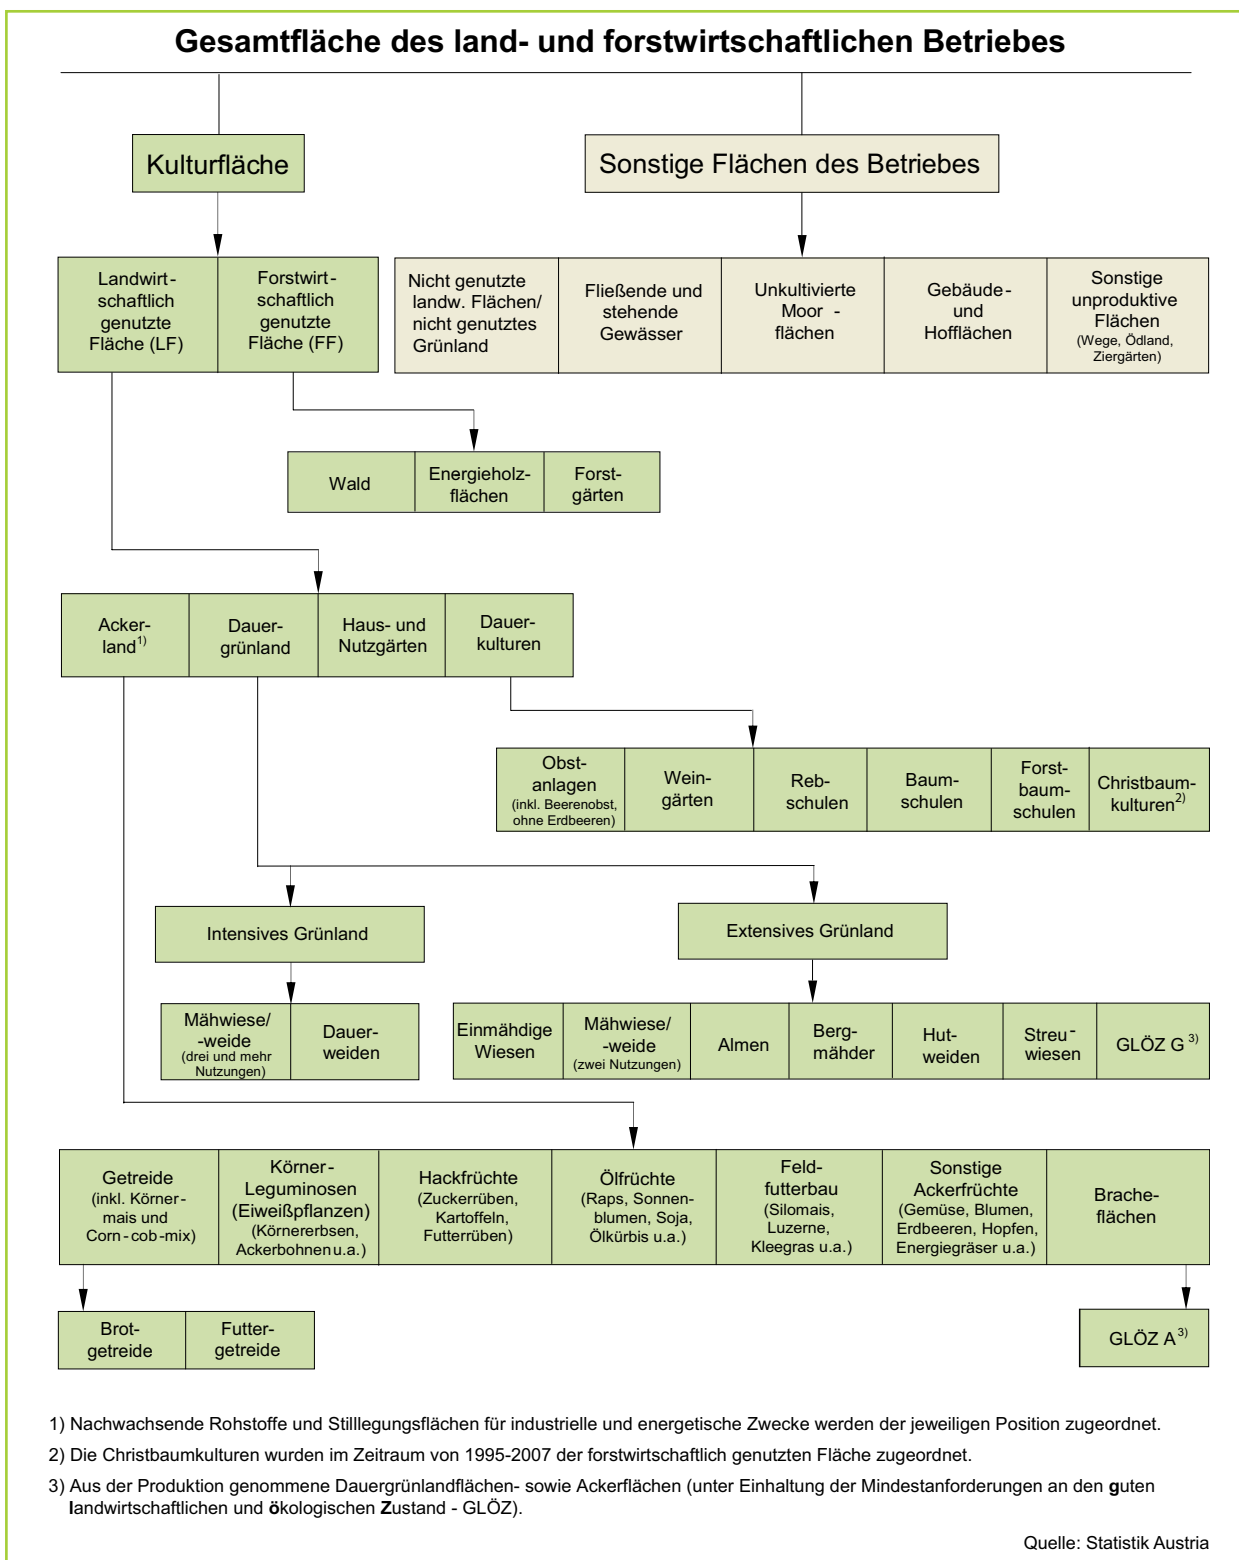 Gesamtfläche des land- und forstwirtschaftlichen Betriebes
Kulturfläche
Sonstige Flächen des Betriebes
Landwirt-
schaftlich
genutzte
Fläche (LF)
Forstwirt-
schaftlich
genutzte
Fläche (FF)
Nicht genutzte
landw. Flächen/
nicht genutztes
Grünland
Fließende und
stehende
Gewässer
Unkultivierte
Moor -
flächen
Gebäude-
und
Hofflächen
Sonstige
unproduktive
Flächen
(Wege, Ödland,
Ziergärten)
Wald
Energieholz-
flächen
Forst-
gärten
Acker-
land1)
Dauer-
grünland
Haus- und
Nutzgärten
Dauer-
kulturen
Obst-
anlagen
(inkl. Beerenobst,
ohne Erdbeeren)
Wein-
gärten
Reb-
schulen
Baum-
schulen
Forst-
baum-
schulen
Christbaum-
kulturen2)
Intensives Grünland
Extensives Grünland
Mähwiese/
-weide
(drei und mehr
Nutzungen)
Dauer-
weiden
Einmähdige
Wiesen
Mähwiese/
-weide
(zwei Nutzungen)
Almen
Berg-
mähder
Hut-
weiden
Streu-
wiesen
GLÖZ G 3)
Getreide
(inkl. Körner-
mais und
Corn-cob-mix)
Körner-
Leguminosen
(Eiweißpflanzen)
(Körnererbsen,
Ackerbohnen u.a.)
Hackfrüchte
(Zuckerrüben,
Kartoffeln,
Futterrüben)
Ölfrüchte
(Raps, Sonnen-
blumen, Soja,
Ölkürbis u.a.)
Feld-
futterbau
(Silomais,
Luzerne,
Kleegras u.a.)
Sonstige
Ackerfrüchte
(Gemüse, Blumen,
Erdbeeren, Hopfen,
Energiegräser u.a.)
Brache-
flächen
Brot-
getreide
Futter-
getreide
GLÖZ A 3)
1) Nachwachsende Rohstoffe und Stilllegungsflächen für industrielle und energetische Zwecke werden der jeweiligen Position zugeordnet.
2) Die Christbaumkulturen wurden im Zeitraum von 1995-2007 der forstwirtschaftlich genutzten Fläche zugeordnet.
3) Aus der Produktion genommene Dauergrünlandflächen- sowie Ackerflächen (unter Einhaltung der Mindestanforderungen an den guten
landwirtschaftlichen und ökologischen Zustand - GLÖZ).
Quelle: Statistik Austria